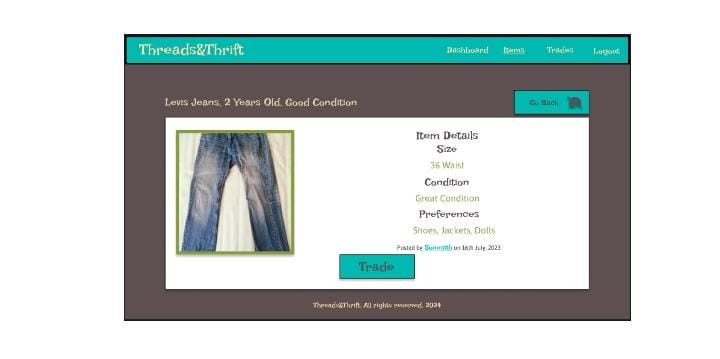 Threads&Thrift
Dashboard Items Trades Logout
Levis Jeans, 2 Years Old, Good Condition
Go Back
Item Details
Size
36 Waist
Condition
Great Condition
Preferences
Shoes, Jackets, Dolls
Posted by Somnath on 16th July, 2023
Trade
Threads&Thrift. All rights reserved. 2024